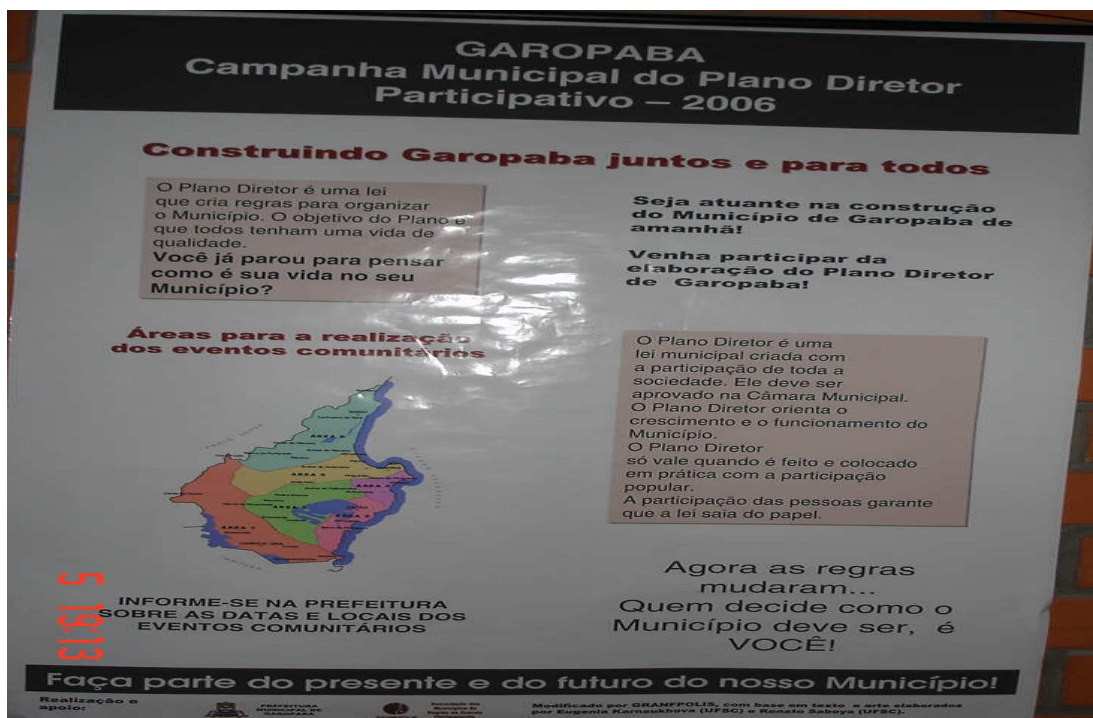 GAROPABA
Campanha Municipal do Plano Diretor
Participativo – 2006
Construindo Garopaba juntos e para todos
O Plano Diretor é uma lei
que cria regras para organizar
o Município. O objetivo do Plano é
que todos tenham uma vida de
qualidade.
Você já parou para pensar
como é sua vida no seu
Município?
Seja atuante na construção
do Município de Garopaba de
amanhã!
Venha participar da
elaboração do Plano Diretor
de Garopaba!
Áreas para a realização
dos eventos comunitários
O Plano Diretor é uma
lei municipal criada com
a participação de toda a
sociedade. Ele deve ser
aprovado na Câmara Municipal.
O Plano Diretor orienta o
crescimento e o funcionamento do
Município.
O Plano Diretor
só vale quando é feito e colocado
em prática com a participação
popular.
A participação das pessoas garante
que a lei saia do papel.
INFORME-SE NA PREFEITURA
SOBRE AS DATAS E LOCAIS DOS
EVENTOS COMUNITÁRIOS
Agora as regras
mudaram...
Quem decide como o
Município deve ser, é
VOCÊ!
5 19:13
Faça parte do presente e do futuro do nosso Município!
Realização e
apoio:
PREFEITURA
MUNICIPAL DE
GAROPABA
Modificado por GRANFPOLIS, com base em texto e arte elaborados
por Eugenia Karnaukhova (UFSC) e Renato Saboya (UFSC).